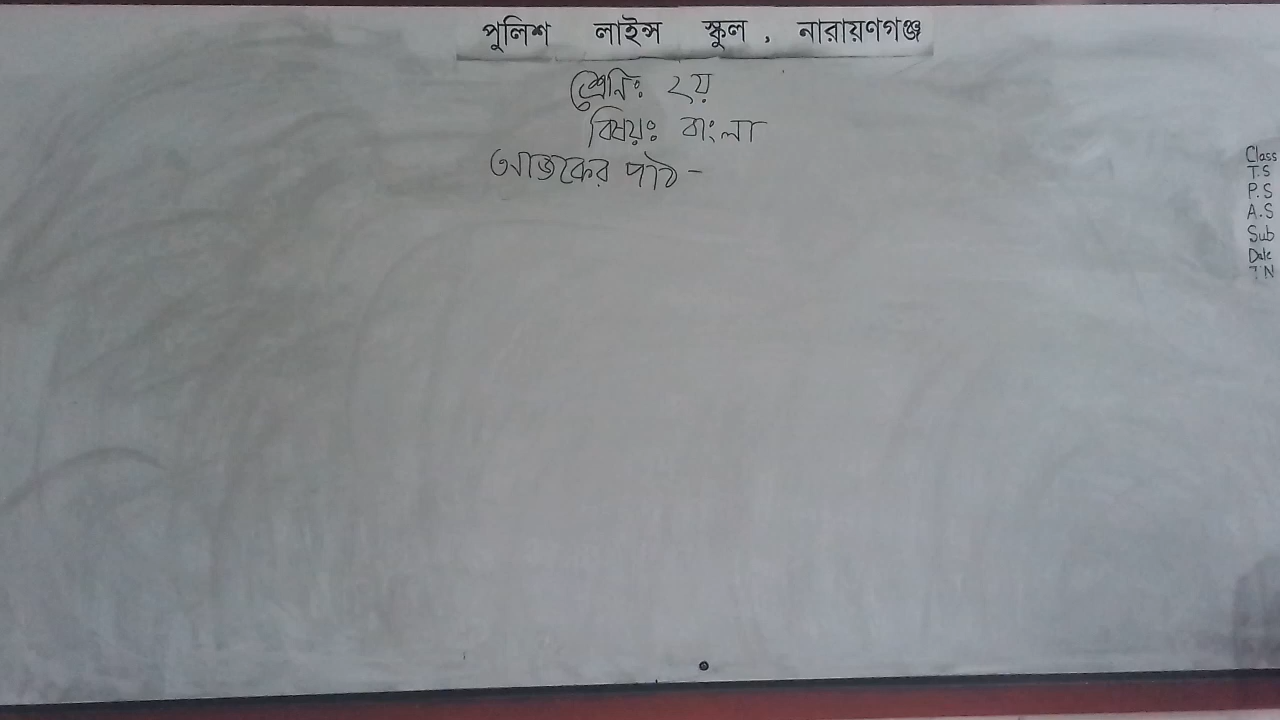 পুলিশ লাইন্স স্কুল, নারায়ণগঞ্জ
শ্রেনিঃ ২য়
বিষয়ঃ বাংলা
আজকের পাঠ -
Class
T.S
P.S
A.S
Sub
Date